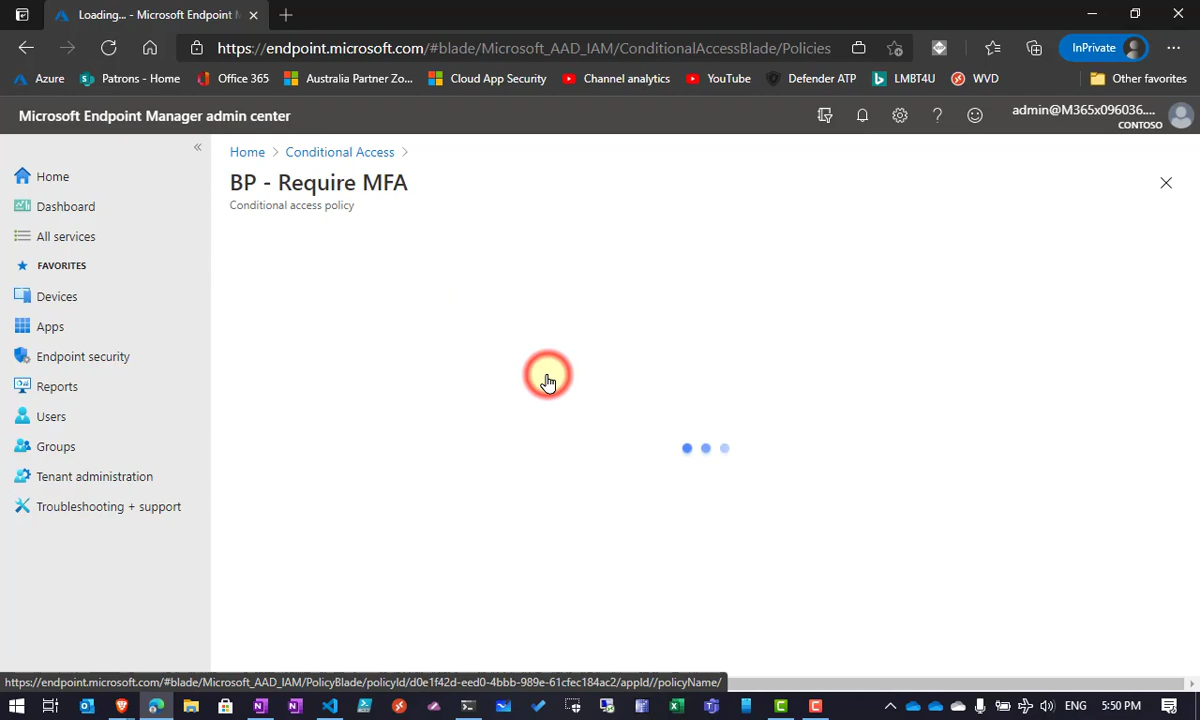 Loading... - Microsoft Endpoint M
https://endpoint.microsoft.com/#blade/Microsoft_AAD_IAM/ConditionalAccessBlade/Policies
InPrivate
Azure
Patrons - Home
Office 365
Australia Partner Zo...
Cloud App Security
Channel analytics
YouTube
Defender ATP
LMBT4U
WVD
Other favorites
Microsoft Endpoint Manager admin center
admin@M365x096036....
CONTOSO
Home
Dashboard
All services
FAVORITES
Devices
Apps
Endpoint security
Reports
Users
Groups
Tenant administration
Troubleshooting + support
Home > Conditional Access >
BP - Require MFA
Conditional access policy
https://endpoint.microsoft.com/#blade/Microsoft_AAD_IAM/PolicyBlade/policyId/d0e1f42d-eed0-4bbb-989e-61cfec184ac2/appId//policyName/
ENG
5:50 PM